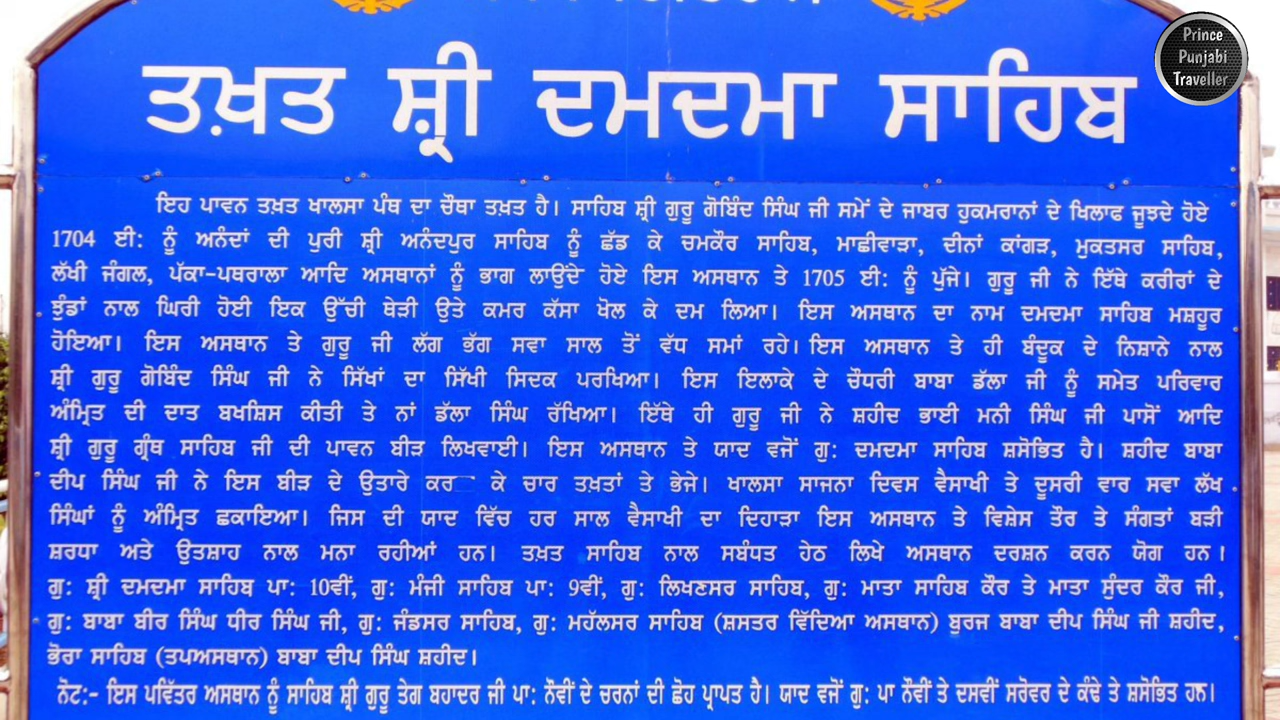 Prince
Punjabi
Traveller
ਤਖ਼ਤ ਸ਼੍ਰੀ ਦਮਦਮਾ ਸਾਹਿਬ
ਇਹ ਪਾਵਨ ਤਖ਼ਤ ਖਾਲਸਾ ਪੰਥ ਦਾ ਚੌਥਾ ਤਖ਼ਤ ਹੈ। ਸਾਹਿਬ ਸ਼੍ਰੀ ਗੁਰੂ ਗੋਬਿੰਦ ਸਿੰਘ ਜੀ ਸਮੇਂ ਦੇ ਜਾਬਰ ਹੁਕਮਰਾਨਾਂ ਦੇ ਖਿਲਾਫ ਜੂਝਦੇ ਹੋਏ
1704 ਈ: ਨੂੰ ਅਨੰਦਾਂ ਦੀ ਪੁਰੀ ਸ਼੍ਰੀ ਅਨੰਦਪੁਰ ਸਾਹਿਬ ਨੂੰ ਛੱਡ ਕੇ ਚਮਕੌਰ ਸਾਹਿਬ, ਮਾਛੀਵਾੜਾ, ਦੀਨਾਂ ਕਾਂਗੜ, ਮੁਕਤਸਰ ਸਾਹਿਬ,
ਲੱਖੀ ਜੰਗਲ, ਪੱਕਾ-ਪਥਰਾਲਾ ਆਦਿ ਅਸਥਾਨਾਂ ਨੂੰ ਭਾਗ ਲਾਉਂਦੇ ਹੋਏ ਇਸ ਅਸਥਾਨ ਤੇ 1705 ਈ: ਨੂੰ ਪੁੱਜੇ। ਗੁਰੂ ਜੀ ਨੇ ਇੱਥੇ ਕਰੀਰਾਂ ਦੇ
ਝੁੰਡਾਂ ਨਾਲ ਘਿਰੀ ਹੋਈ ਇਕ ਉੱਚੀ ਥੇੜੀ ਉਤੇ ਕਮਰ ਕੱਸਾ ਖੋਲ ਕੇ ਦਮ ਲਿਆ। ਇਸ ਅਸਥਾਨ ਦਾ ਨਾਮ ਦਮਦਮਾ ਸਾਹਿਬ ਮਸ਼ਹੂਰ
ਹੋਇਆ। ਇਸ ਅਸਥਾਨ ਤੇ ਗੁਰੂ ਜੀ ਲੱਗ ਭੱਗ ਸਵਾ ਸਾਲ ਤੋਂ ਵੱਧ ਸਮਾਂ ਰਹੇ। ਇਸ ਅਸਥਾਨ ਤੇ ਹੀ ਬੰਦੂਕ ਦੇ ਨਿਸ਼ਾਨੇ ਨਾਲ
ਸ਼੍ਰੀ ਗੁਰੂ ਗੋਬਿੰਦ ਸਿੰਘ ਜੀ ਨੇ ਸਿੱਖਾਂ ਦਾ ਸਿੱਖੀ ਸਿਦਕ ਪਰਖਿਆ। ਇਸ ਇਲਾਕੇ ਦੇ ਚੌਧਰੀ ਬਾਬਾ ਡੱਲਾ ਜੀ ਨੂੰ ਸਮੇਤ ਪਰਿਵਾਰ
ਅੰਮ੍ਰਿਤ ਦੀ ਦਾਤ ਬਖਸ਼ਿਸ ਕੀਤੀ ਤੇ ਨਾਂ ਡੱਲਾ ਸਿੰਘ ਰੱਖਿਆ। ਇੱਥੇ ਹੀ ਗੁਰੂ ਜੀ ਨੇ ਸ਼ਹੀਦ ਭਾਈ ਮਨੀ ਸਿੰਘ ਜੀ ਪਾਸੋਂ ਆਦਿ
ਸ਼੍ਰੀ ਗੁਰੂ ਗ੍ਰੰਥ ਸਾਹਿਬ ਜੀ ਦੀ ਪਾਵਨ ਬੀੜ ਲਿਖਵਾਈ। ਇਸ ਅਸਥਾਨ ਤੇ ਯਾਦ ਵਜੋਂ ਗੁ: ਦਮਦਮਾ ਸਾਹਿਬ ਸ਼ਸੋਭਿਤ ਹੈ। ਸ਼ਹੀਦ ਬਾਬਾ
ਦੀਪ ਸਿੰਘ ਜੀ ਨੇ ਇਸ ਬੀੜ ਦੇ ਉਤਾਰੇ ਕਰ ਕੇ ਚਾਰ ਤਖ਼ਤਾਂ ਤੇ ਭੇਜੇ। ਖਾਲਸਾ ਸਾਜਨਾ ਦਿਵਸ ਵੈਸਾਖੀ ਤੇ ਦੂਸਰੀ ਵਾਰ ਸਵਾ ਲੱਖ
ਸਿੰਘਾਂ ਨੂੰ ਅੰਮ੍ਰਿਤ ਛਕਾਇਆ। ਜਿਸ ਦੀ ਯਾਦ ਵਿੱਚ ਹਰ ਸਾਲ ਵੈਸਾਖੀ ਦਾ ਦਿਹਾੜਾ ਇਸ ਅਸਥਾਨ ਤੇ ਵਿਸ਼ੇਸ ਤੌਰ ਤੇ ਸੰਗਤਾਂ ਬੜੀ
ਸ਼ਰਧਾ ਅਤੇ ਉਤਸ਼ਾਹ ਨਾਲ ਮਨਾ ਰਹੀਆਂ ਹਨ। ਤਖ਼ਤ ਸਾਹਿਬ ਨਾਲ ਸਬੰਧਤ ਹੇਠ ਲਿਖੇ ਅਸਥਾਨ ਦਰਸ਼ਨ ਕਰਨ ਯੋਗ ਹਨ।
ਗੁ: ਸ਼੍ਰੀ ਦਮਦਮਾ ਸਾਹਿਬ ਪਾ: 10ਵੀਂ, ਗੁ: ਮੰਜੀ ਸਾਹਿਬ ਪਾ: 9ਵੀਂ, ਗੁ: ਲਿਖਣਸਰ ਸਾਹਿਬ, ਗੁ: ਮਾਤਾ ਸਾਹਿਬ ਕੌਰ ਤੇ ਮਾਤਾ ਸੁੰਦਰ ਕੌਰ ਜੀ,
ਗੁ: ਬਾਬਾ ਬੀਰ ਸਿੰਘ ਧੀਰ ਸਿੰਘ ਜੀ, ਗੁ: ਜੰਡਸਰ ਸਾਹਿਬ, ਗੁ: ਮਹੱਲਸਰ ਸਾਹਿਬ (ਸ਼ਸਤਰ ਵਿੱਦਿਆ ਅਸਥਾਨ) ਬੁਰਜ ਬਾਬਾ ਦੀਪ ਸਿੰਘ ਜੀ ਸ਼ਹੀਦ,
ਭੋਰਾ ਸਾਹਿਬ (ਤਪਅਸਥਾਨ) ਬਾਬਾ ਦੀਪ ਸਿੰਘ ਸ਼ਹੀਦ।
ਨੋਟ:- ਇਸ ਪਵਿੱਤਰ ਅਸਥਾਨ ਨੂੰ ਸਾਹਿਬ ਸ਼੍ਰੀ ਗੁਰੂ ਤੇਗ ਬਹਾਦਰ ਜੀ ਪਾ: ਨੌਵੀਂ ਦੇ ਚਰਨਾਂ ਦੀ ਛੋਹ ਪ੍ਰਾਪਤ ਹੈ। ਯਾਦ ਵਜੋਂ ਗੁ: ਪਾ ਨੌਵੀਂ ਤੇ ਦਸਵੀਂ ਸਰੋਵਰ ਦੇ ਕੰਢੇ ਤੇ ਸ਼ਸੋਭਿਤ ਹਨ।